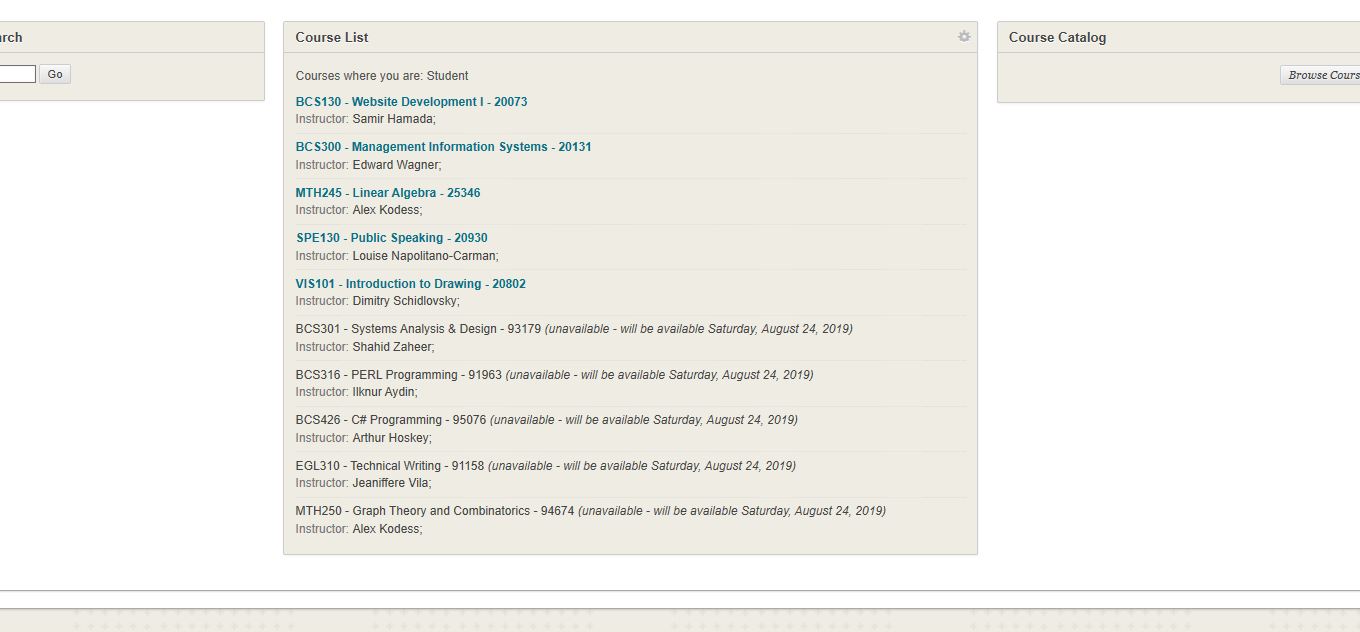 arch
Go
Course List
Courses where you are: Student
BCS130 - Website Development I - 20073
Instructor: Samir Hamada;
BCS300 - Management Information Systems - 20131
Instructor: Edward Wagner;
MTH245 - Linear Algebra - 25346
Instructor: Alex Kodess;
SPE130 - Public Speaking - 20930
Instructor: Louise Napolitano-Carman;
VIS101 - Introduction to Drawing - 20802
Instructor: Dimitry Schidlovsky;
BCS301 - Systems Analysis & Design - 93179 (unavailable - will be available Saturday, August 24, 2019)
Instructor: Shahid Zaheer;
BCS316 - PERL Programming - 91963 (unavailable - will be available Saturday, August 24, 2019)
Instructor: Ilknur Aydin;
BCS426 - C# Programming - 95076 (unavailable - will be available Saturday, August 24, 2019)
Instructor: Arthur Hoskey;
EGL310 - Technical Writing - 91158 (unavailable - will be available Saturday, August 24, 2019)
Instructor: Jeaniffere Vila;
MTH250 - Graph Theory and Combinatorics - 94674 (unavailable - will be available Saturday, August 24, 2019)
Instructor: Alex Kodess;
Course Catalog
Browse Cours